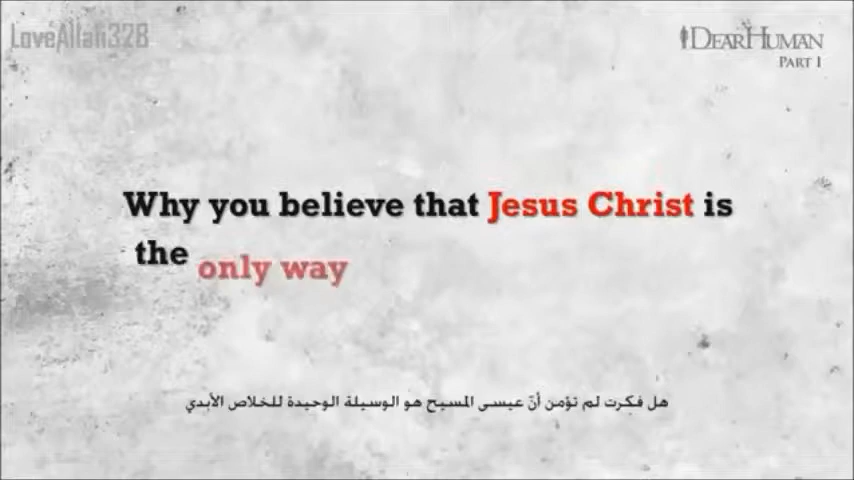 LoveAllah328
DEARHUMAN
PART 1
Why you believe that Jesus Christ is
the only way
هل فكرت لم تؤمن أنّ عيسى المسيح هو الوسيلة الوحيدة للخلاص الأبدي